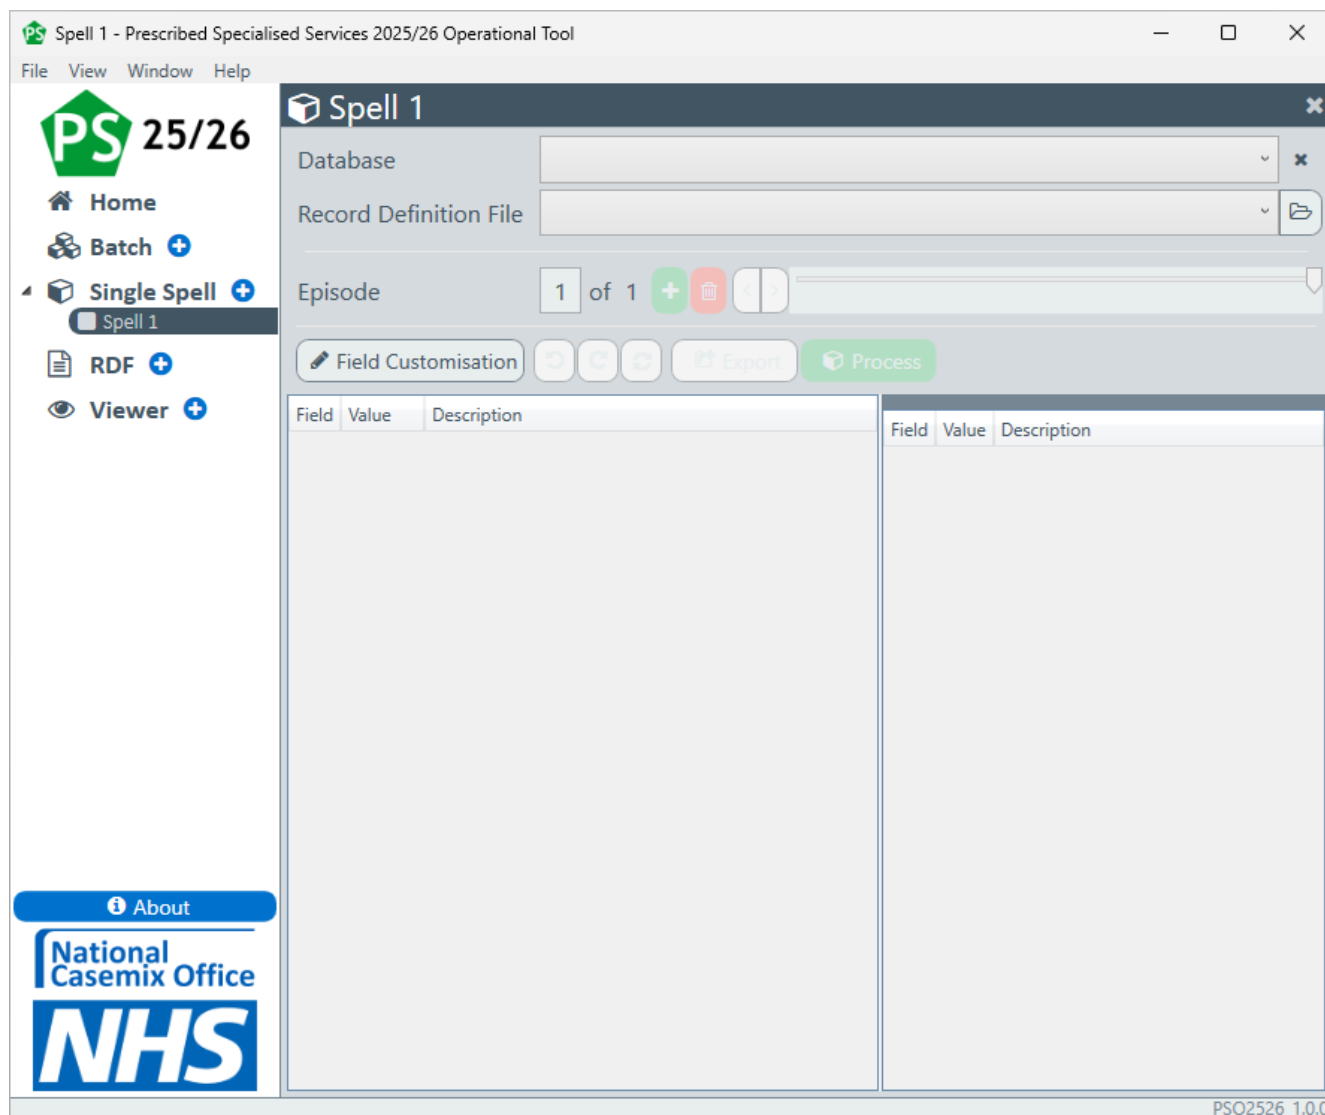 PS Spell 1 - Prescribed Specialised Services 2025/26 Operational Tool
File View Window Help
PS 25/26
Home
Batch
Single Spell
Spell 1
RDF
Viewer
About
National
Casemix Office
NHS
Spell 1
Database
Record Definition File
Episode 1 of 1
Field Customisation Export Process
Field Value Description
Field Value Description
PSO2526 1.0.0